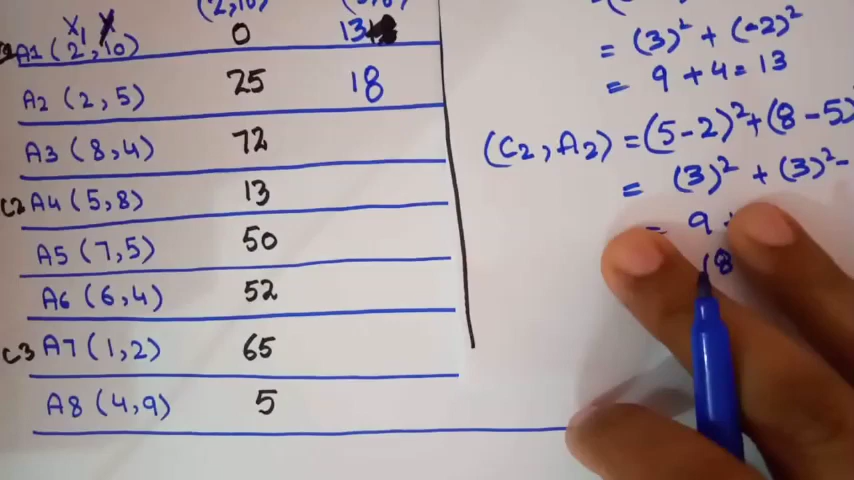 (2,10)
X₁ Y
A1 (2, 10) 0 13
A2 (2, 5) 25 18
A3 (8,4) 72
C2 A4 (5,8) 13
A5 (7,5) 50
A6 (6,4) 52
C3 A7 (1,2) 65
A8 (4,9) 5
= (3)² + (-2)²
= 9 + 4 = 13
(C2, A2) = (5-2)² + (8-5)
= (3)² + (3)² -
= 9 +
(8